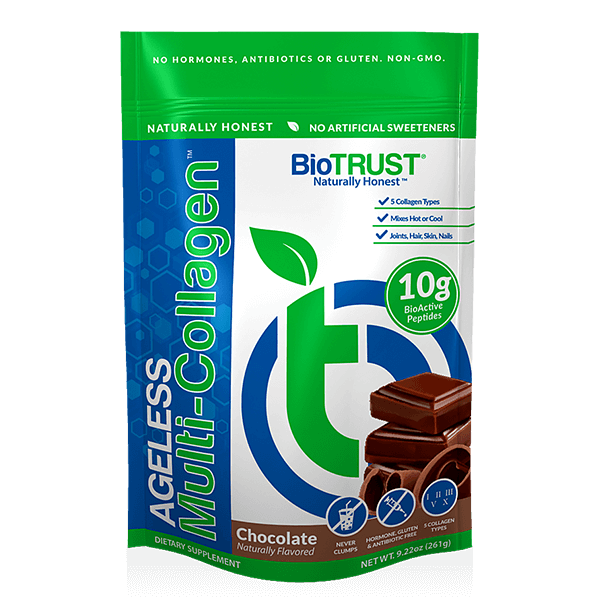 NO HORMONES, ANTIBIOTICS OR GLUTEN. NON-GMO.
NATURALLY HONEST NO ARTIFICIAL SWEETENERS
BioTRUST®
Naturally Honest™
5 Collagen Types
Mixes Hot or Cool
Joints, Hair, Skin, Nails
10g
BioActive
Peptides
AGELESS
Multi-Collagen™
t
Chocolate
Naturally Flavored
NEVER
CLUMPS
HORMONE, GLUTEN
& ANTIBIOTIC FREE
I II III
V X
5 COLLAGEN
TYPES
DIETARY SUPPLEMENT
NET WT. 9.22oz (261g)